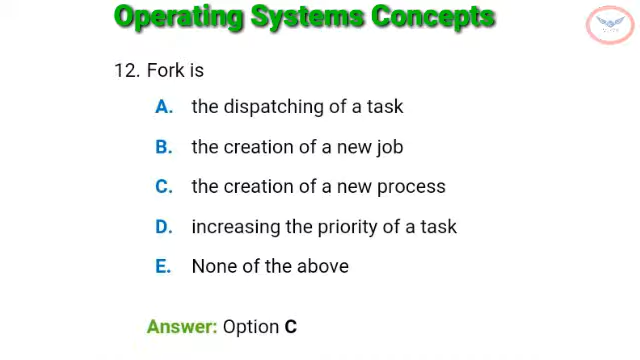 Operating Systems Concepts
12. Fork is
A. the dispatching of a task
B. the creation of a new job
C. the creation of a new process
D. increasing the priority of a task
E. None of the above
Answer: Option C